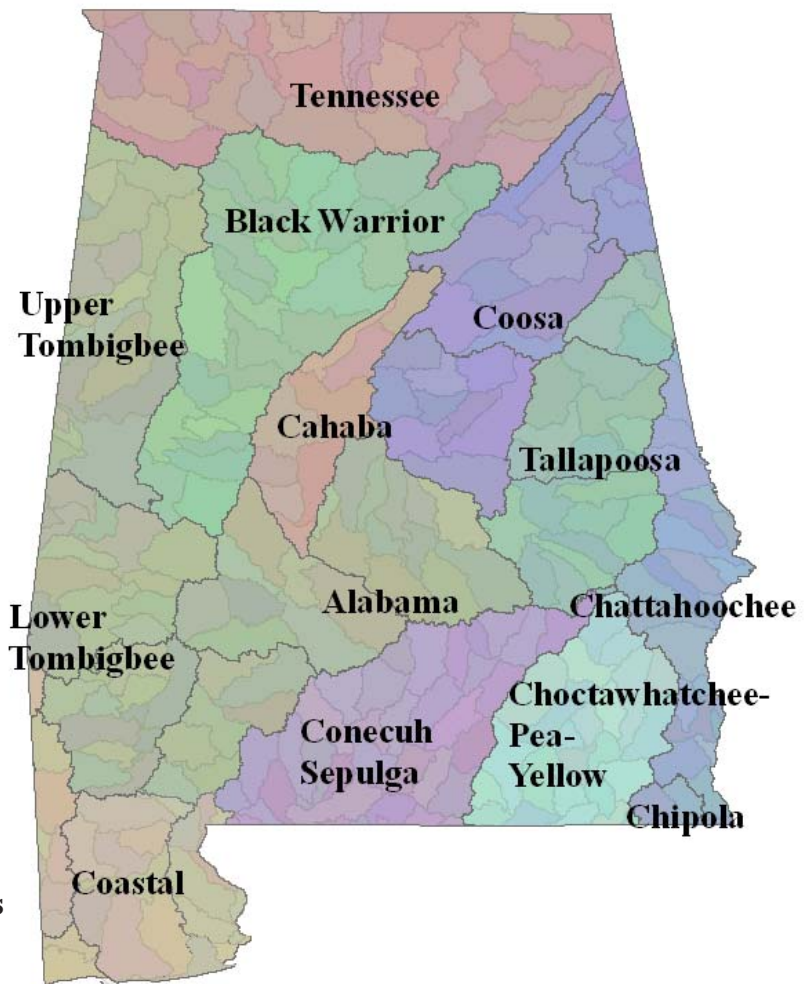 Tennessee
Black Warrior
Upper
Tombigbee
Coosa
Cahaba
Tallapoosa
Alabama
Chattahoochee
Lower
Tombigbee
Choctawhatchee-
Pea-
Yellow
Conecuh
Sepulga
Chipola
Coastal
s